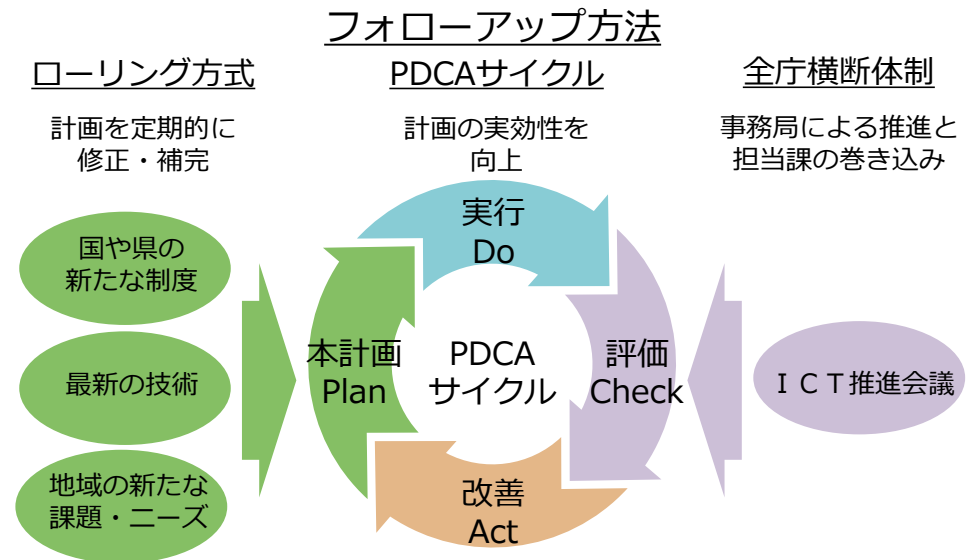 フォローアップ方法
ローリング方式
計画を定期的に
修正・補完
国や県の
新たな制度
最新の技術
地域の新たな
課題・ニーズ
PDCAサイクル
計画の実効性を
向上
実行
Do
本計画
Plan
PDCA
サイクル
評価
Check
改善
Act
全庁横断体制
事務局による推進と
担当課の巻き込み
ＩＣＴ推進会議